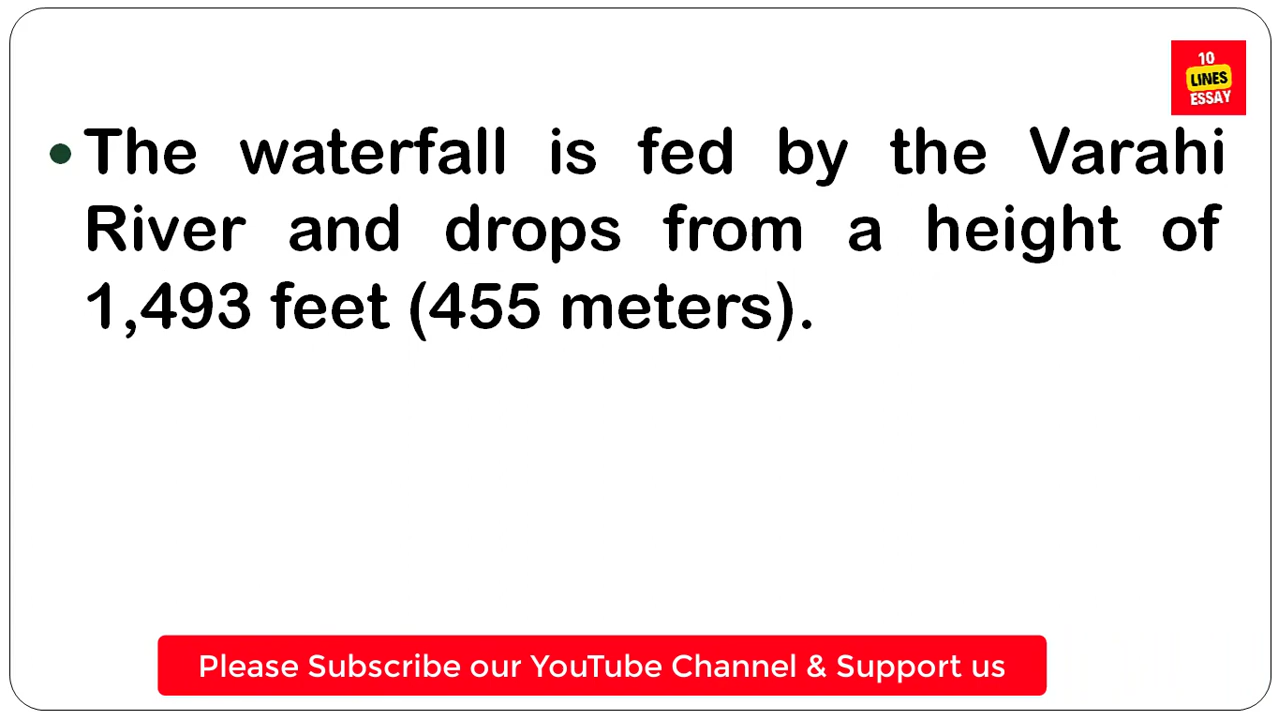 10
LINES
ESSAY
• The waterfall is fed by the Varahi
River and drops from a height of
1,493 feet (455 meters).
Please Subscribe our YouTube Channel & Support us